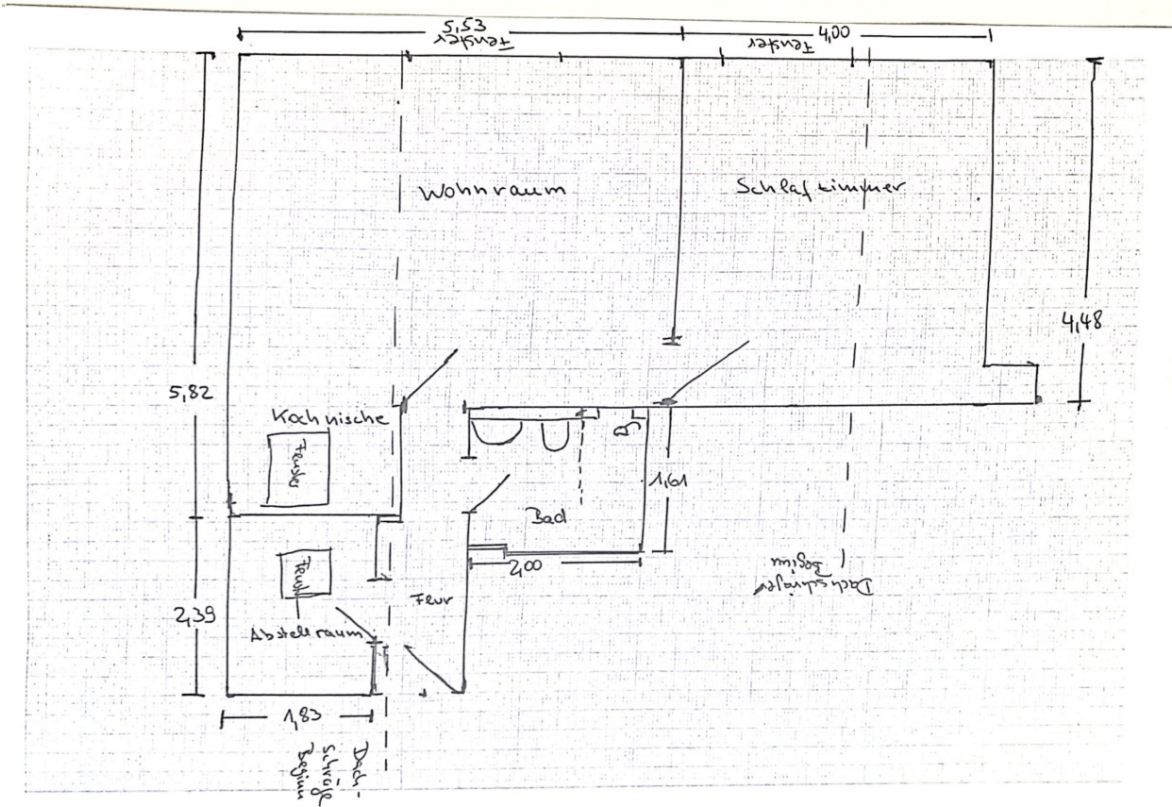 5,53
Fenster
4,00
Fenster
Wohnraum
Schlafzimmer
4,48
5,82
Kochnische
Fenster
1,61
Bad
2,00
Fenster
Flur
2,39
Abstellraum
Dachschräge
Beginn
1,83
Dach-
schräge
Beginn